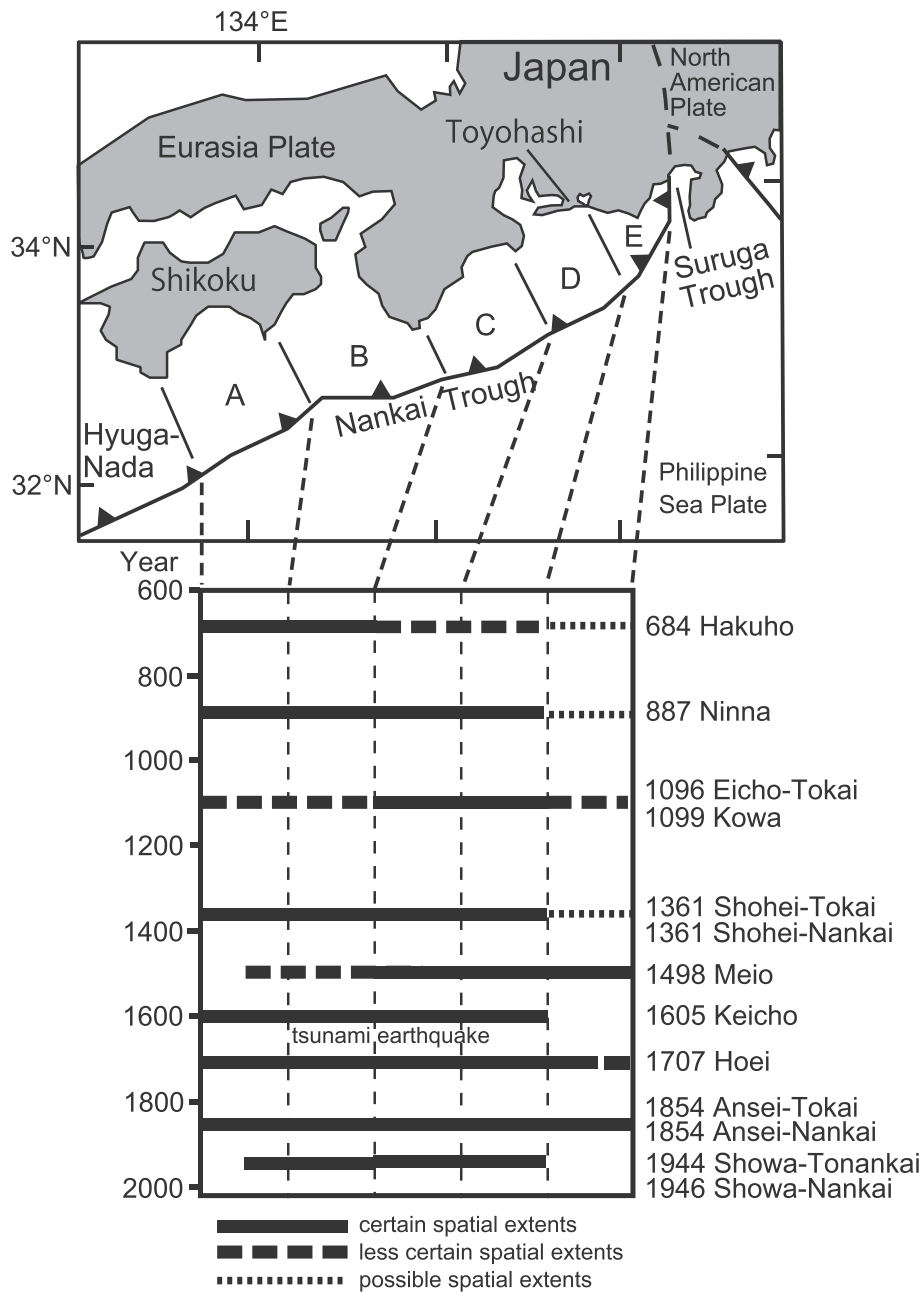 134°E
Japan
North
American
Plate
Toyohashi
Eurasia Plate
34°N
Shikoku
E
D
Suruga
Trough
C
B
A
Nankai Trough
Hyuga-
Nada
32°N
Philippine
Sea Plate
Year
600
684 Hakuho
800
887 Ninna
1000
1096 Eicho-Tokai
1099 Kowa
1200
1361 Shohei-Tokai
1400
1361 Shohei-Nankai
1498 Meio
1600
1605 Keicho
tsunami earthquake
1707 Hoei
1800
1854 Ansei-Tokai
1854 Ansei-Nankai
1944 Showa-Tonankai
2000
1946 Showa-Nankai
certain spatial extents
less certain spatial extents
possible spatial extents